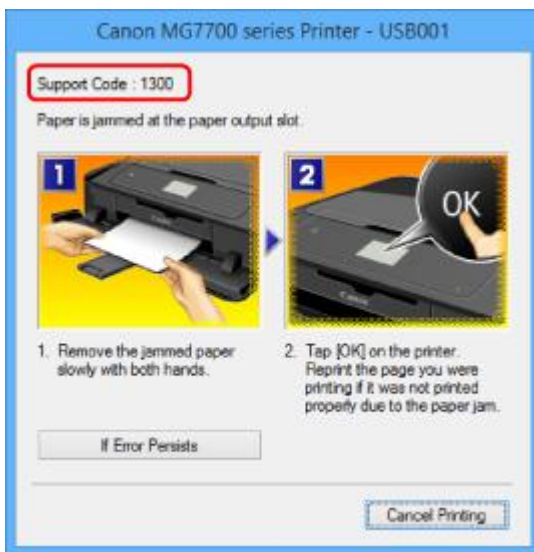 Canon MG7700 series Printer - USB001
Support Code : 1300
Paper is jammed at the paper output slot.
1
2
OK
Canon
1. Remove the jammed paper
slowly with both hands.
2. Tap [OK] on the printer.
Reprint the page you were
printing if it was not printed
properly due to the paper jam.
If Error Persists
Cancel Printing